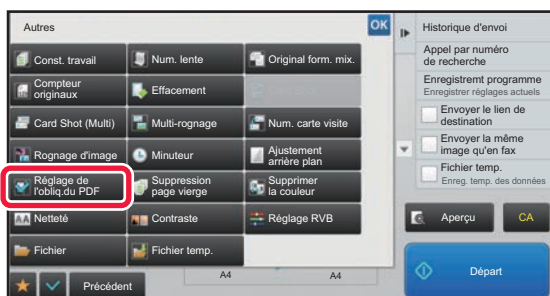 Autres
OK
Const. travail
Num. lente
Original form. mix.
Compteur
originaux
Effacement
Card Shot (Multi)
Multi-rognage
Num. carte visite
Rognage d'image
Minuteur
Ajustement
arrière plan
Réglage de
l'obliq.du PDF
Suppression
page vierge
Supprimer
la couleur
Netteté
Contraste
Réglage RVB
Fichier
Fichier temp.
Précédent
A4
A4
Historique d'envoi
Appel par numéro
de recherche
Enregistremt programme
Enregistrer réglages actuels
Envoyer le lien de
destination
Envoyer la même
image qu'en fax
Fichier temp.
Enreg. temp. des données
Aperçu
CA
Départ